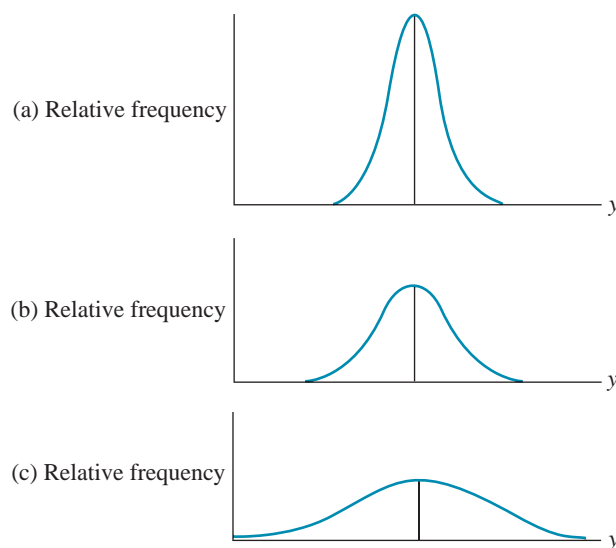 (a) Relative frequency
y
(b) Relative frequency
y
(c) Relative frequency
y